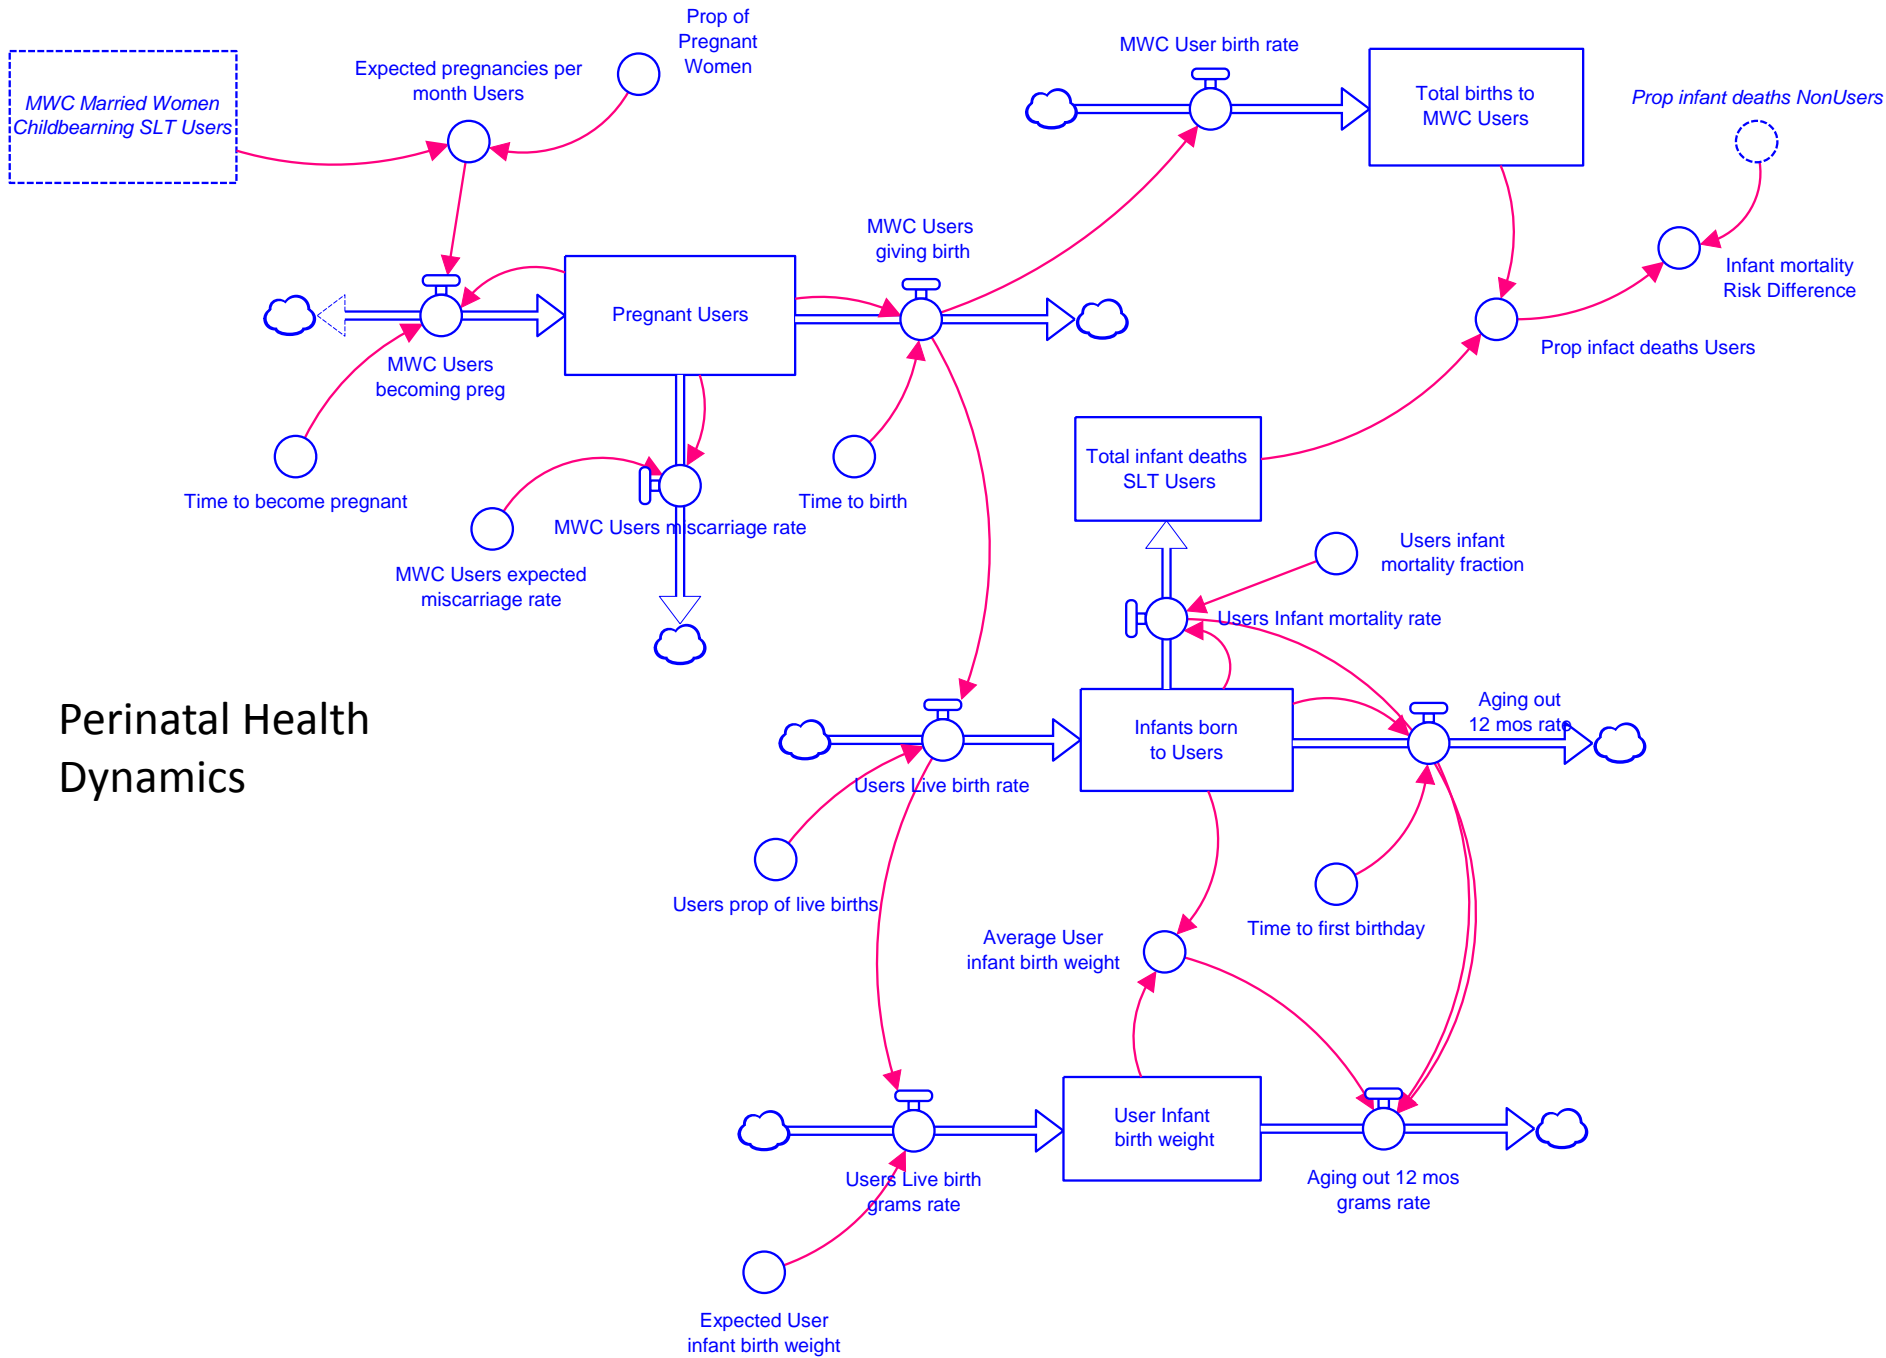 Prop of
Pregnant
Women
MWC User birth rate
Expected pregnancies per
month Users
MWC Married Women
Childbearning SLT Users
Total births to
MWC Users
Prop infant deaths NonUsers
MWC Users
giving birth
Infant mortality
Risk Difference
Pregnant Users
Prop infact deaths Users
MWC Users
becoming preg
Total infant deaths
SLT Users
Time to become pregnant
Time to birth
MWC Users miscarriage rate
MWC Users expected
miscarriage rate
Users infant
mortality fraction
Users Infant mortality rate
Perinatal Health
Dynamics
Infants born
to Users
Aging out
12 mos rate
Users Live birth rate
Users prop of live births
Average User
infant birth weight
Time to first birthday
User Infant
birth weight
Users Live birth
grams rate
Aging out 12 mos
grams rate
Expected User
infant birth weight